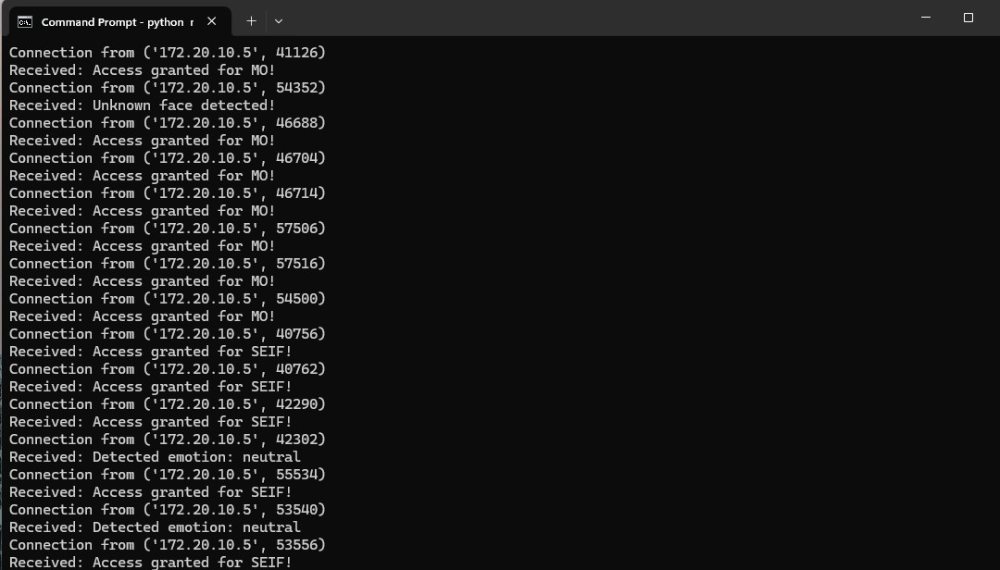 Command Prompt - python r
Connection from ('172.20.10.5', 41126)
Received: Access granted for MO!
Connection from ('172.20.10.5', 54352)
Received: Unknown face detected!
Connection from ('172.20.10.5', 46688)
Received: Access granted for MO!
Connection from ('172.20.10.5', 46704)
Received: Access granted for MO!
Connection from ('172.20.10.5', 46714)
Received: Access granted for MO!
Connection from ('172.20.10.5', 57506)
Received: Access granted for MO!
Connection from ('172.20.10.5', 57516)
Received: Access granted for MO!
Connection from ('172.20.10.5', 54500)
Received: Access granted for MO!
Connection from ('172.20.10.5', 40756)
Received: Access granted for SEIF!
Connection from ('172.20.10.5', 40762)
Received: Access granted for SEIF!
Connection from ('172.20.10.5', 42290)
Received: Access granted for SEIF!
Connection from ('172.20.10.5', 42302)
Received: Detected emotion: neutral
Connection from ('172.20.10.5', 55534)
Received: Access granted for SEIF!
Connection from ('172.20.10.5', 53540)
Received: Detected emotion: neutral
Connection from ('172.20.10.5', 53556)
Received: Access granted for SEIF!